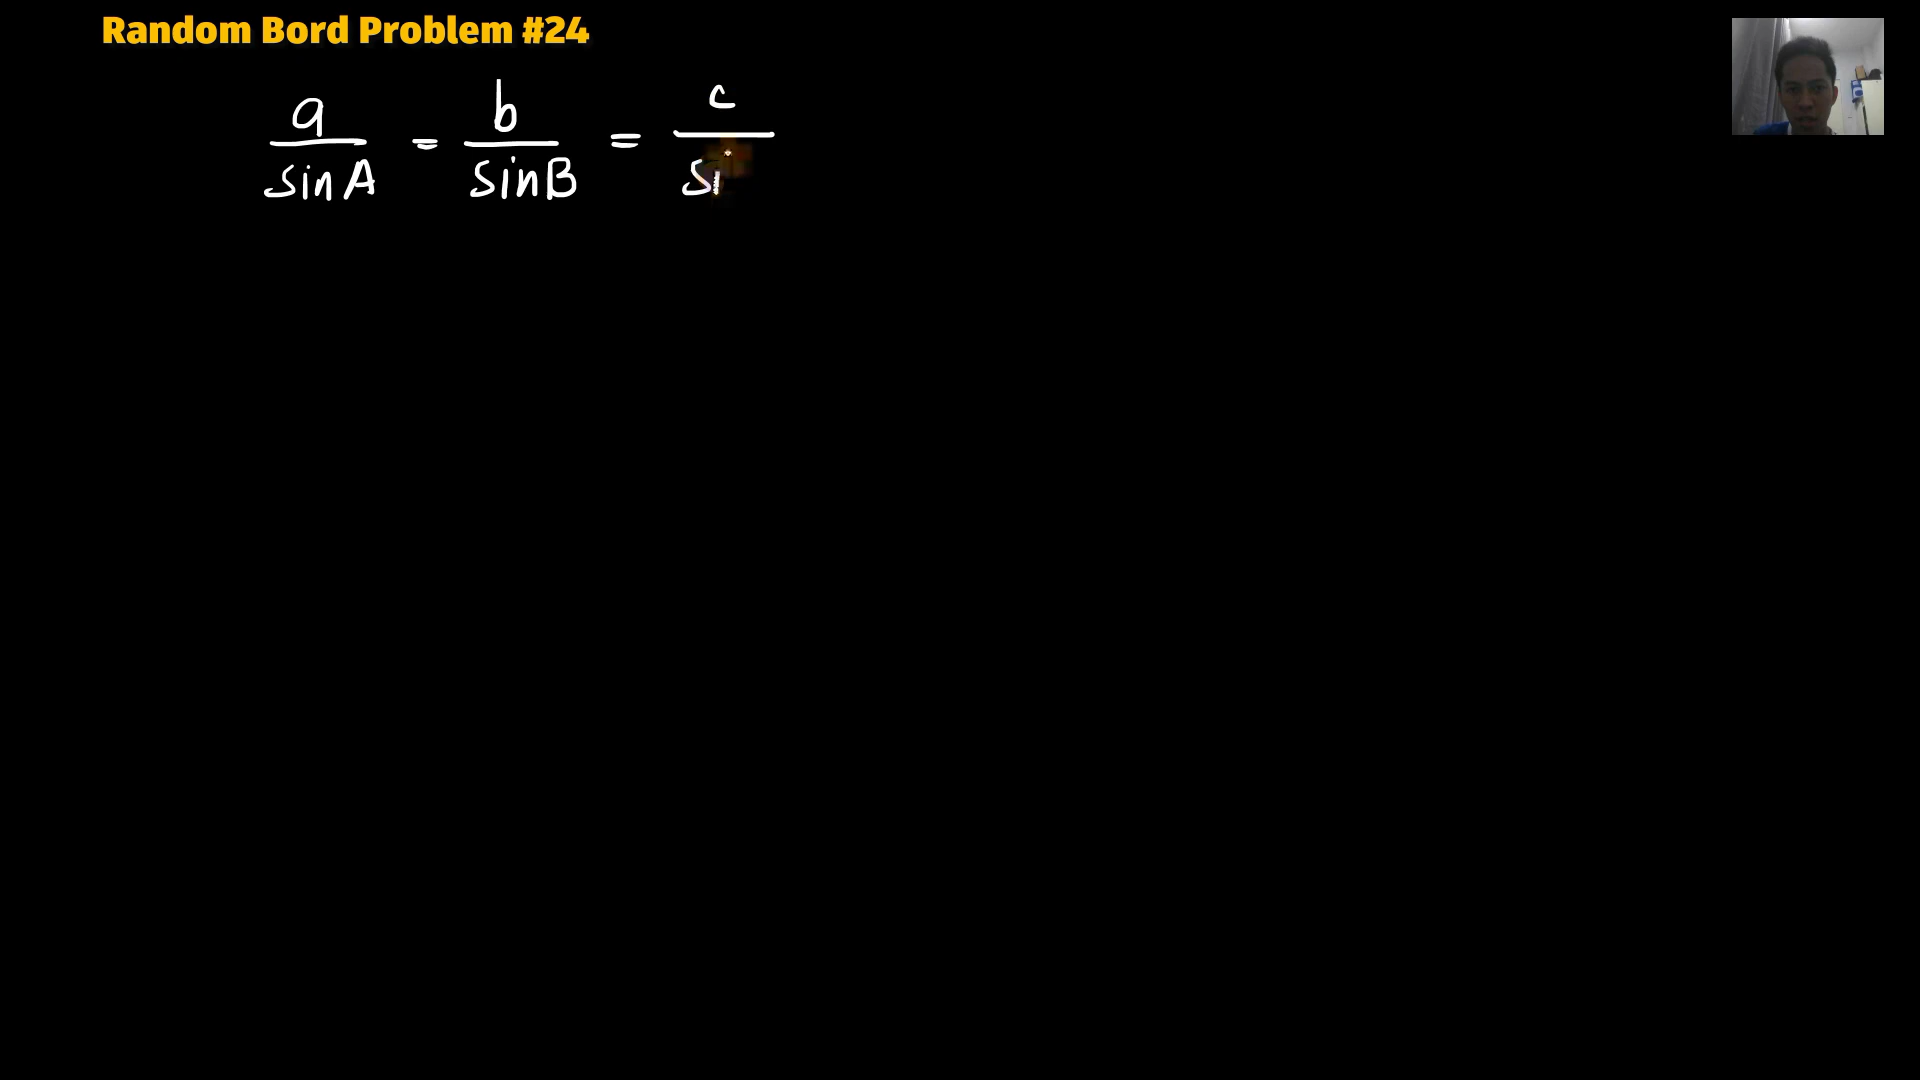 Random Bord Problem #24
a/sinA = b/sinB = c/si